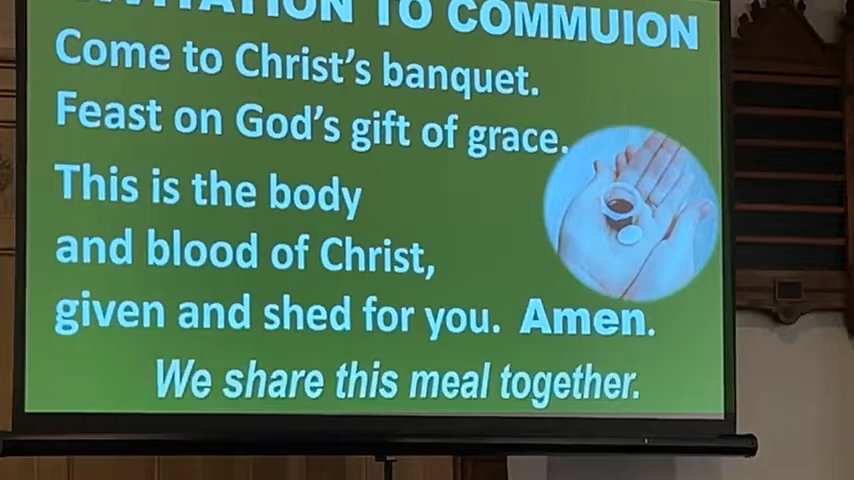 INVITATION TO COMMUION
Come to Christ's banquet.
Feast on God's gift of grace.
This is the body
and blood of Christ,
given and shed for you. Amen.
We share this meal together.